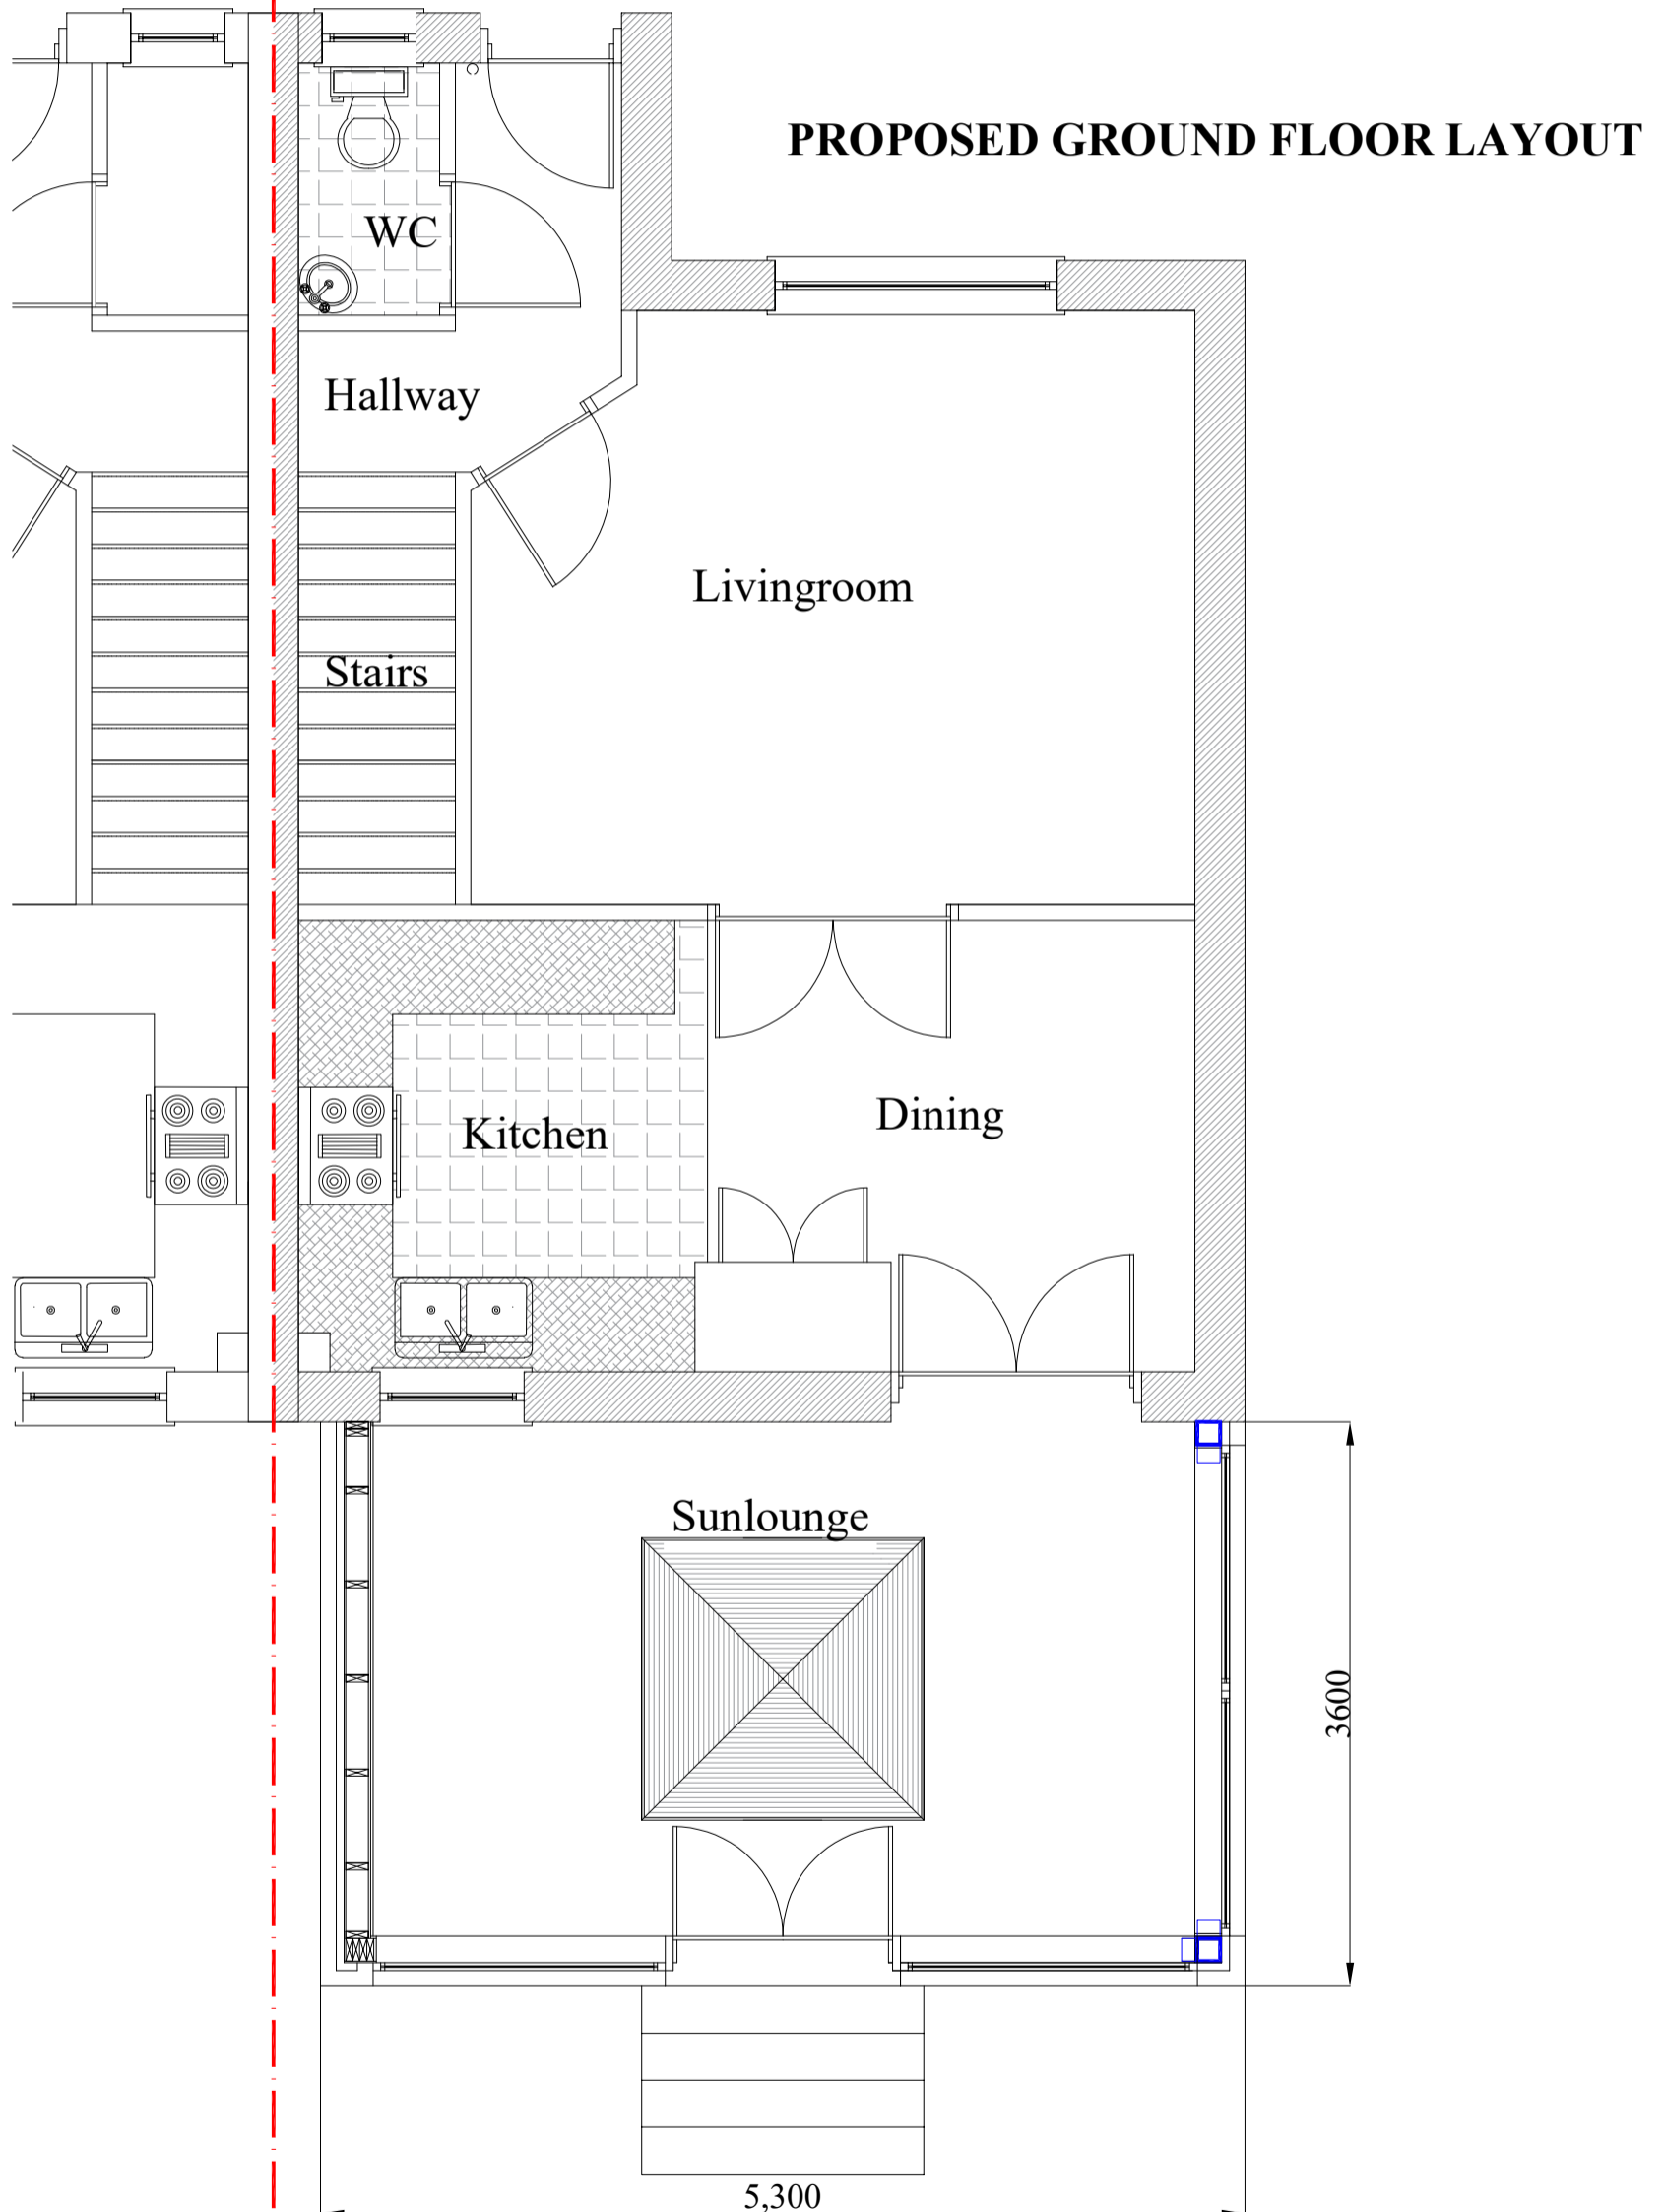 PROPOSED GROUND FLOOR LAYOUT
WC
Hallway
Livingroom
Stairs
Kitchen
Dining
Sunlounge
3600
5,300